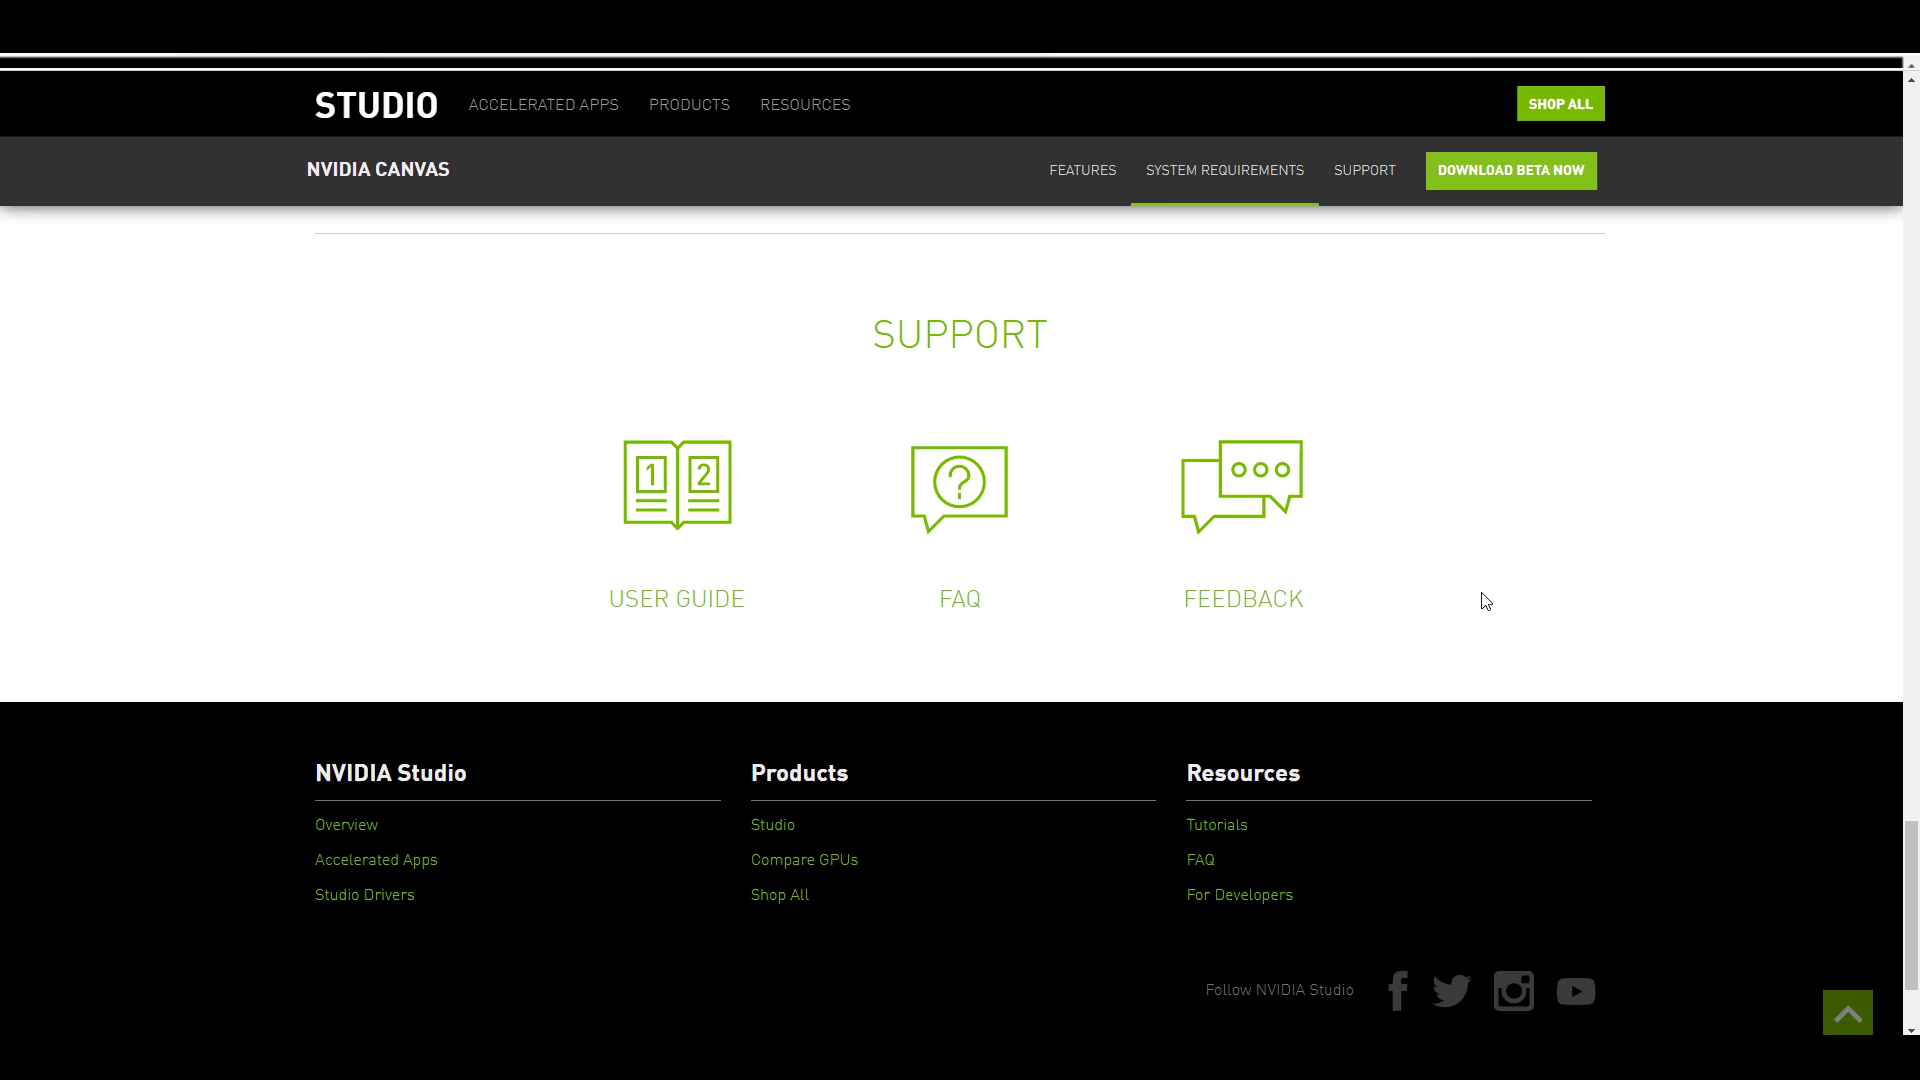 STUDIO ACCELERATED APPS PRODUCTS RESOURCES SHOP ALL
NVIDIA CANVAS FEATURES SYSTEM REQUIREMENTS SUPPORT DOWNLOAD BETA NOW
SUPPORT
1 2 ?
USER GUIDE FAQ FEEDBACK
NVIDIA Studio Products Resources
Overview Studio Tutorials
Accelerated Apps Compare GPUs FAQ
Studio Drivers Shop All For Developers
Follow NVIDIA Studio